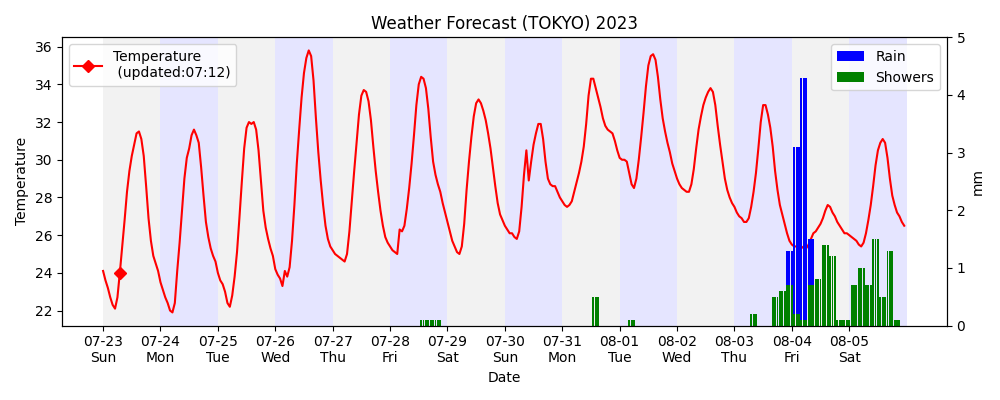 Weather Forecast (TOKYO) 2023
Temperature
(updated:07:12)
Rain
Showers
36
34
32
30
28
26
24
22
Temperature
5
4
3
2
1
0
mm
07-23 07-24 07-25 07-26 07-27 07-28 07-29 07-30 07-31 08-01 08-02 08-03 08-04 08-05
Sun Mon Tue Wed Thu Fri Sat Sun Mon Tue Wed Thu Fri Sat
Date